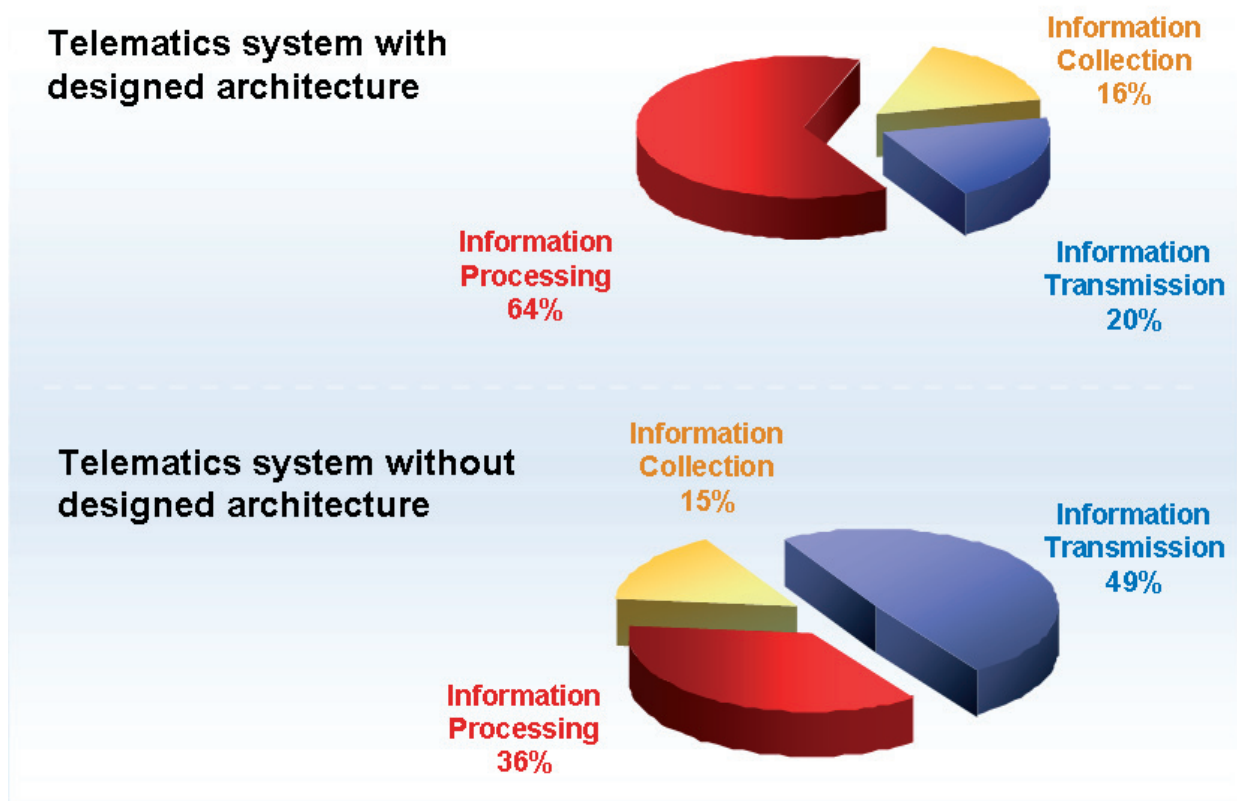 Telematics system with
designed architecture
Information
Collection
16%
Information
Processing
64%
Information
Transmission
20%
Telematics system without
designed architecture
Information
Collection
15%
Information
Transmission
49%
Information
Processing
36%